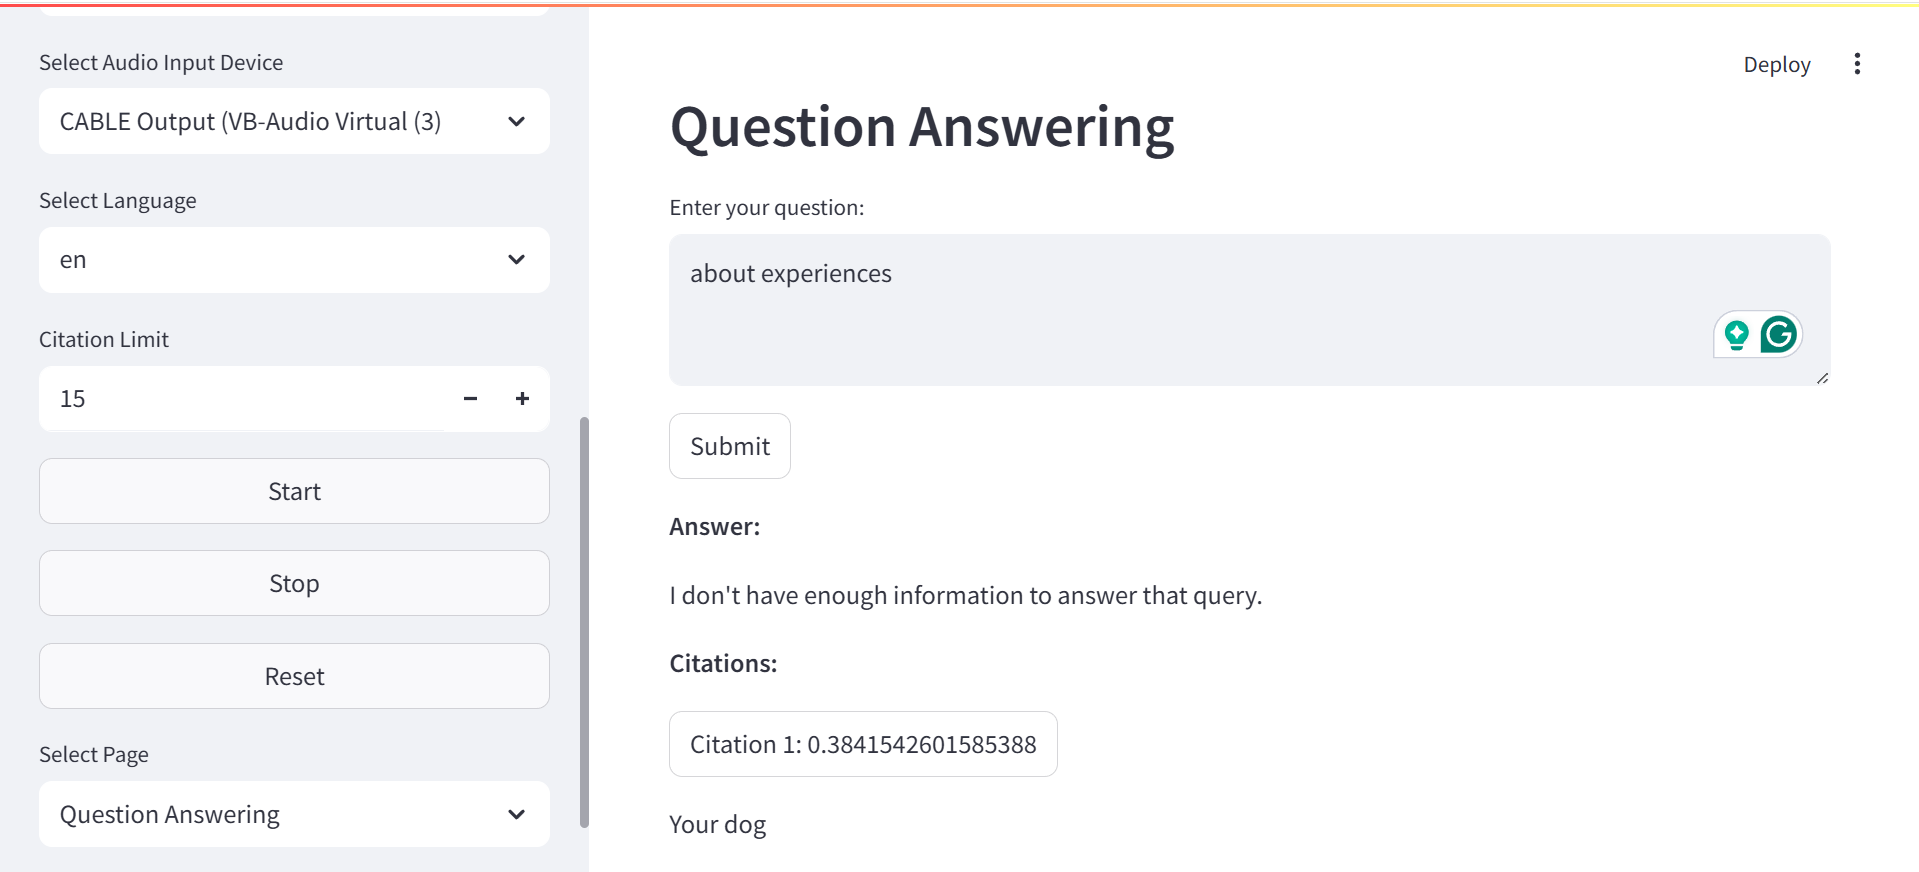 Select Audio Input Device
CABLE Output (VB-Audio Virtual (3)
Select Language
en
Citation Limit
15
Start
Stop
Reset
Select Page
Question Answering
Deploy
Question Answering
Enter your question:
about experiences
Submit
Answer:
I don't have enough information to answer that query.
Citations:
Citation 1: 0.3841542601585388
Your dog